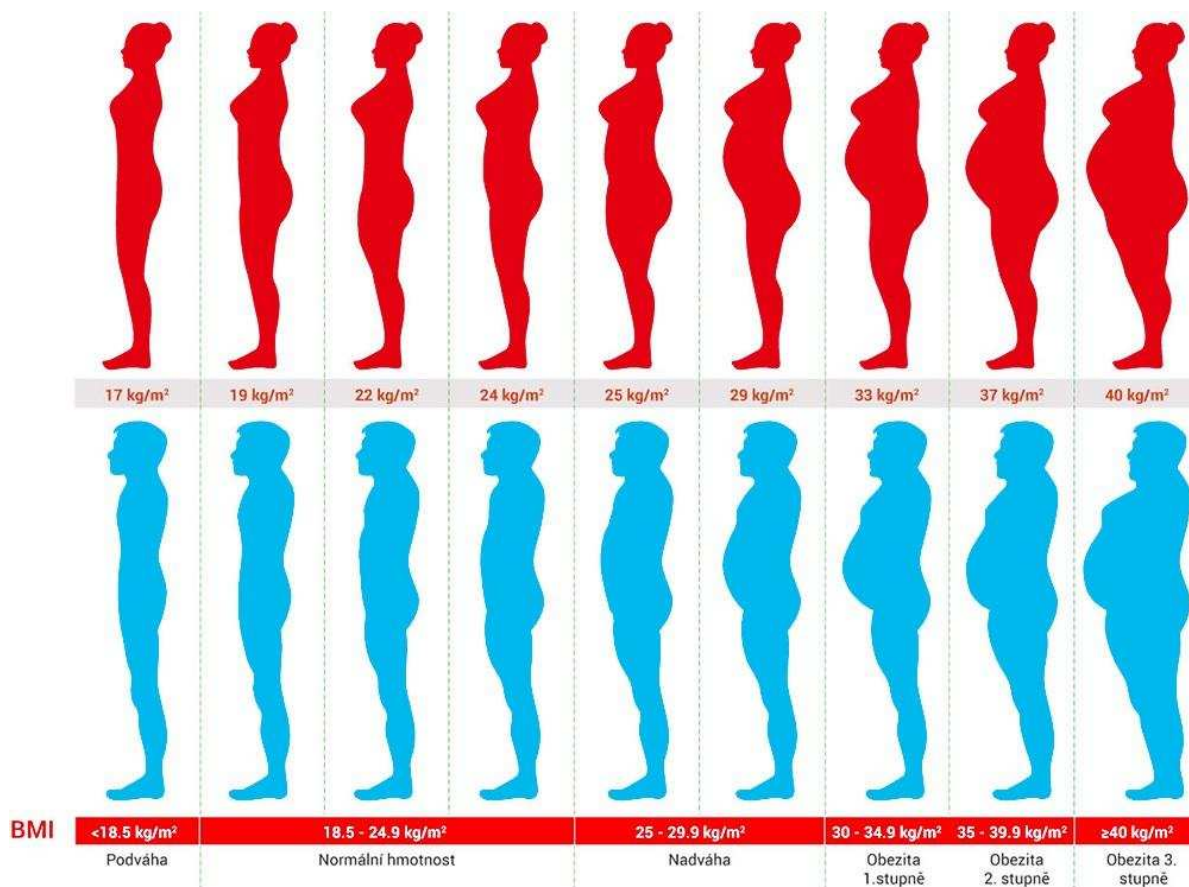 17 kg/m² 19 kg/m² 22 kg/m² 24 kg/m² 25 kg/m² 29 kg/m² 33 kg/m² 37 kg/m² 40 kg/m²
BMI <18.5 kg/m² 18.5 - 24.9 kg/m² 25 - 29.9 kg/m² 30 - 34.9 kg/m² 35 - 39.9 kg/m² ≥40 kg/m²
Podváha Normální hmotnost Nadváha Obezita Obezita Obezita 3.
1.stupně 2. stupně stupně